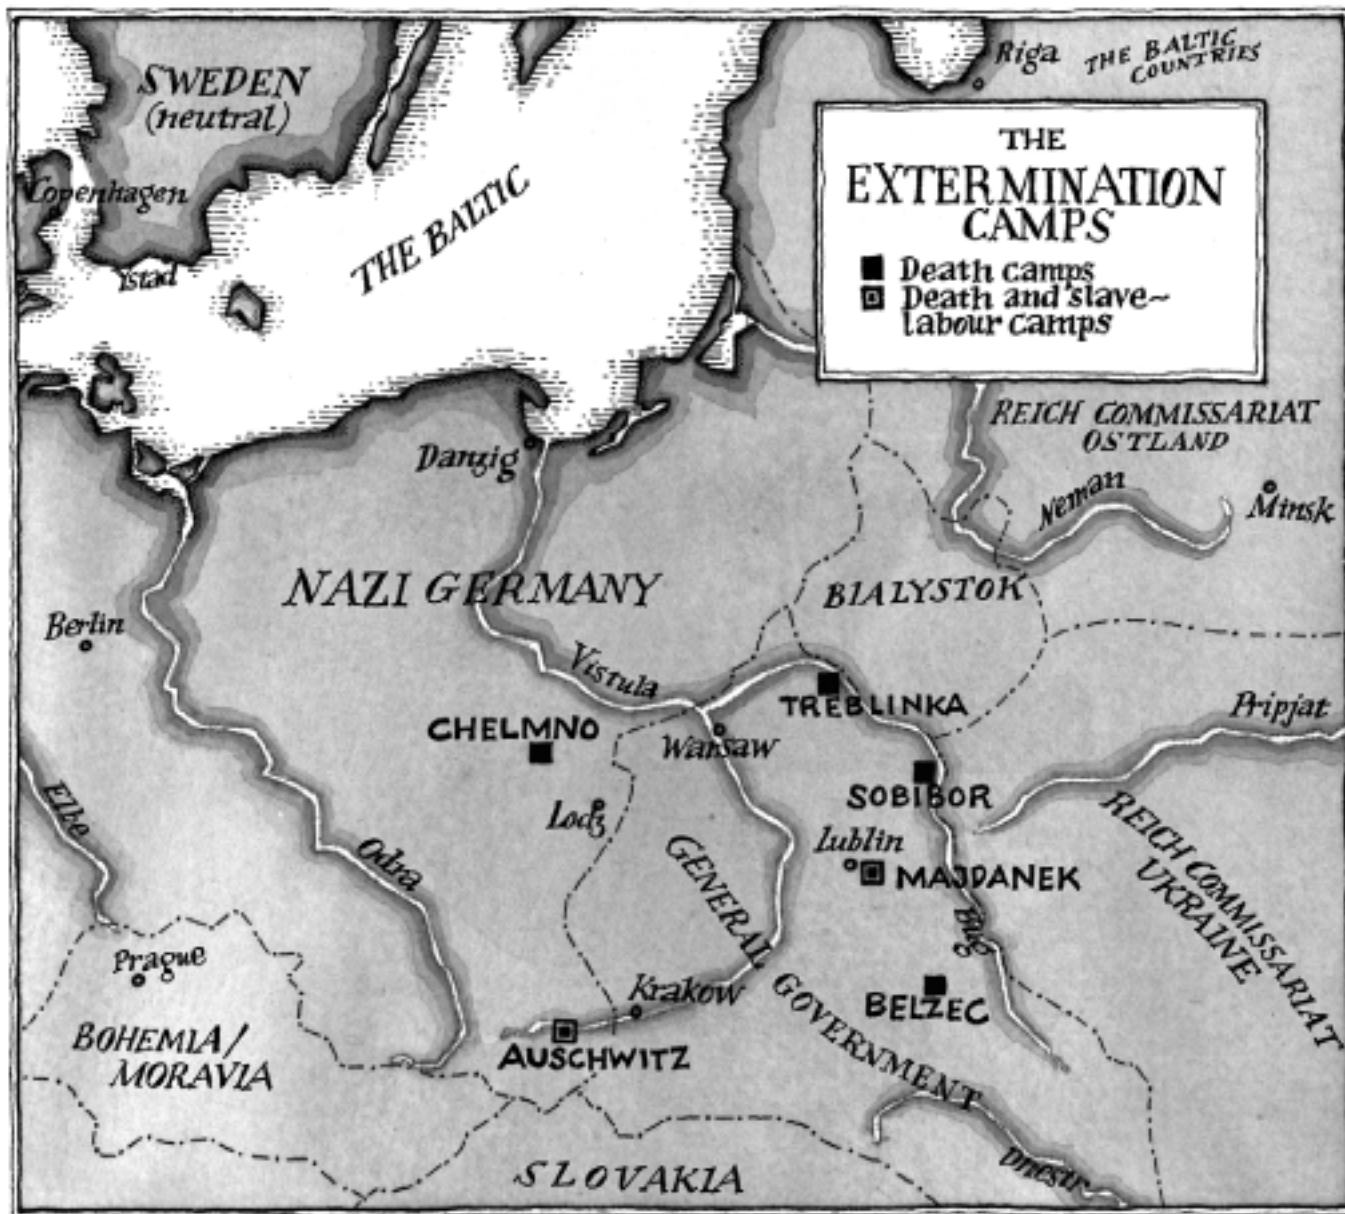 SWEDEN
(neutral)
Riga
THE BALTIC
COUNTRIES
THE
EXTERMINATION
CAMPS
Death camps
Death and slave~
labour camps
Copenhagen
Ystad
THE BALTIC
REICH COMMISSARIAT
OSTLAND
Danzig
Neman
Minsk
NAZI GERMANY
BIALYSTOK
Berlin
Vistula
TREBLINKA
Pripjat
CHELMNO
Warsaw
SOBIBOR
Elbe
Lodz
Odra
Lublin
MAJDANEK
REICH COMMISSARIAT
UKRAINE
GENERAL GOVERNMENT
Bug
Prague
Krakow
BELZEC
AUSCHWITZ
BOHEMIA/
MORAVIA
SLOVAKIA
Dnestr